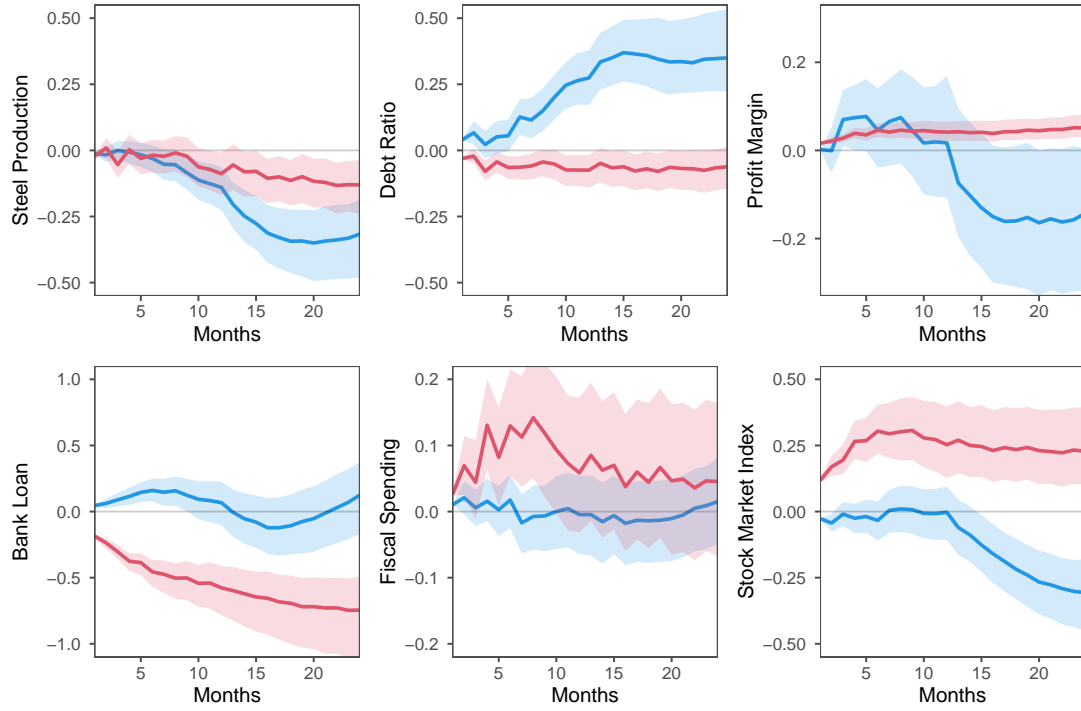 Steel Production
0.50
0.25
0.00
−0.25
−0.50
5 10 15 20
Months
Debt Ratio
0.50
0.25
0.00
−0.25
−0.50
5 10 15 20
Months
Profit Margin
0.2
0.0
−0.2
5 10 15 20
Months
Bank Loan
1.0
0.5
0.0
−0.5
−1.0
5 10 15 20
Months
Fiscal Spending
0.2
0.1
0.0
−0.1
−0.2
5 10 15 20
Months
Stock Market Index
0.50
0.25
0.00
−0.25
−0.50
5 10 15 20
Months